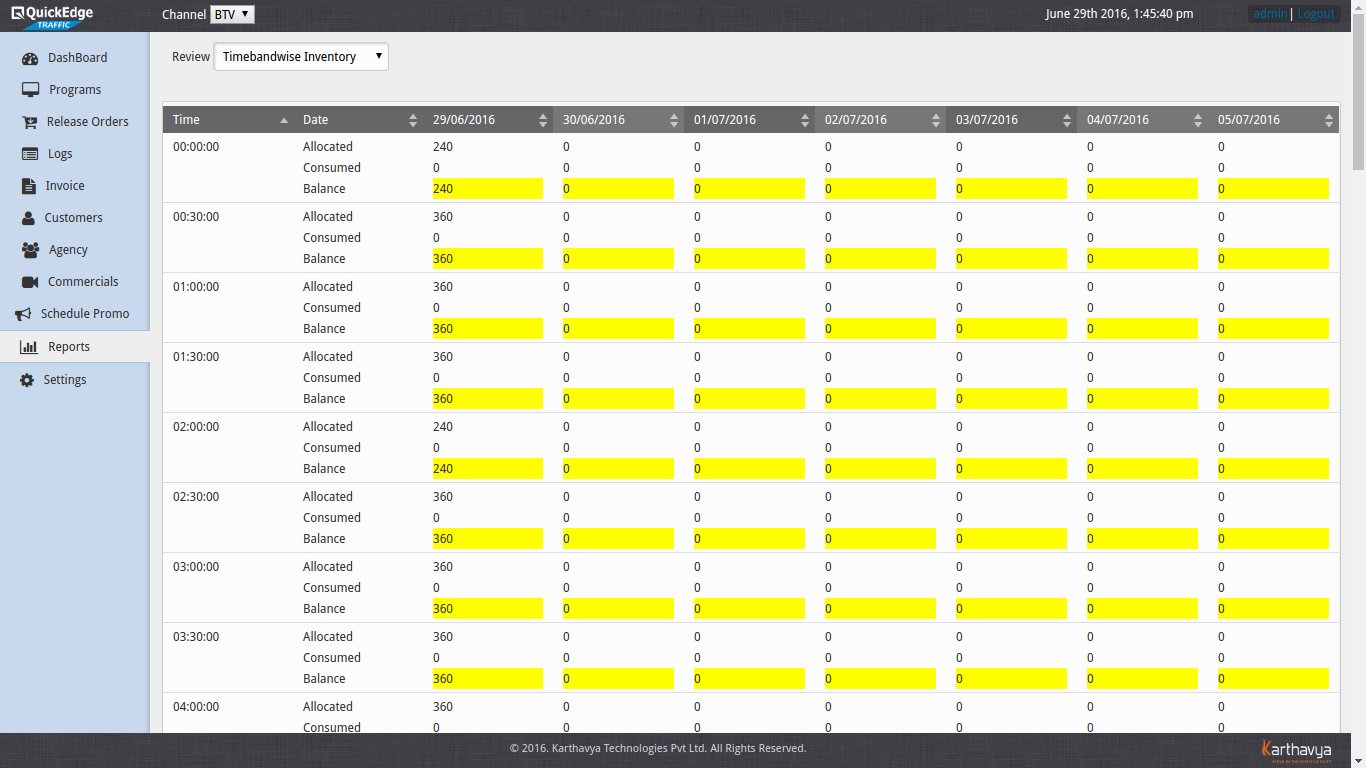 QuickEdge
TRAFFIC
Channel BTV
June 29th 2016, 1:45:40 pm
admin| Logout
DashBoard
Programs
Release Orders
Logs
Invoice
Customers
Agency
Commercials
Schedule Promo
Reports
Settings
Review Timebandwise Inventory
Time Date 29/06/2016 30/06/2016 01/07/2016 02/07/2016 03/07/2016 04/07/2016 05/07/2016
00:00:00 Allocated 240 0 0 0 0 0 0
Consumed 0 0 0 0 0 0 0
Balance 240 0 0 0 0 0 0
00:30:00 Allocated 360 0 0 0 0 0 0
Consumed 0 0 0 0 0 0 0
Balance 360 0 0 0 0 0 0
01:00:00 Allocated 360 0 0 0 0 0 0
Consumed 0 0 0 0 0 0 0
Balance 360 0 0 0 0 0 0
01:30:00 Allocated 360 0 0 0 0 0 0
Consumed 0 0 0 0 0 0 0
Balance 360 0 0 0 0 0 0
02:00:00 Allocated 240 0 0 0 0 0 0
Consumed 0 0 0 0 0 0 0
Balance 240 0 0 0 0 0 0
02:30:00 Allocated 360 0 0 0 0 0 0
Consumed 0 0 0 0 0 0 0
Balance 360 0 0 0 0 0 0
03:00:00 Allocated 360 0 0 0 0 0 0
Consumed 0 0 0 0 0 0 0
Balance 360 0 0 0 0 0 0
03:30:00 Allocated 360 0 0 0 0 0 0
Consumed 0 0 0 0 0 0 0
Balance 360 0 0 0 0 0 0
04:00:00 Allocated 360 0 0 0 0 0 0
Consumed 0 0 0 0 0 0 0
© 2016. Karthavya Technologies Pvt Ltd. All Rights Reserved.
Karthavya